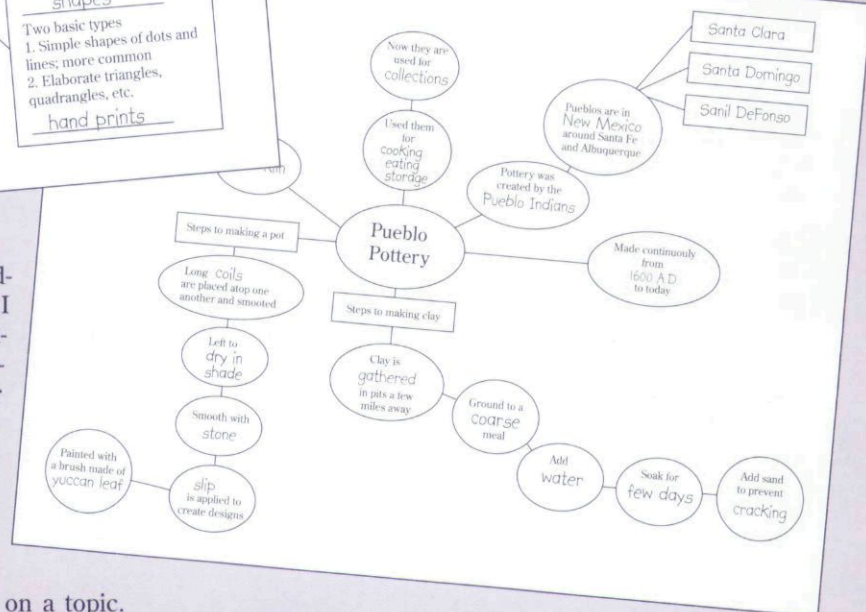 shapes
Two basic types
1. Simple shapes of dots and
lines; more common
2. Elaborate triangles,
quadrangles, etc.
hand prints
Now they are
used for
collections
Used them
for
cooking
eating
stordge
Pueblo
Pottery
Pottery was
created by the
Pueblo Indians
Pueblos are in
New Mexico
around Santa Fe
and Albuquerque
Santa Clara
Santa Domingo
Sanil DeFonso
Made continuouly
from
1600 A.D.
to today
Steps to making a pot
Long coils
are placed atop one
another and smooted
Left to
dry in
shade
Smooth with
stone
slip
is applied to
create designs
Painted with
a brush made of
yuccan leaf
Steps to making clay
Clay is
gathered
in pits a few
miles away
Ground to a
coarse
meal
Add
water
Soak for
few days
Add sand
to prevent
cracking
I
on a topic.